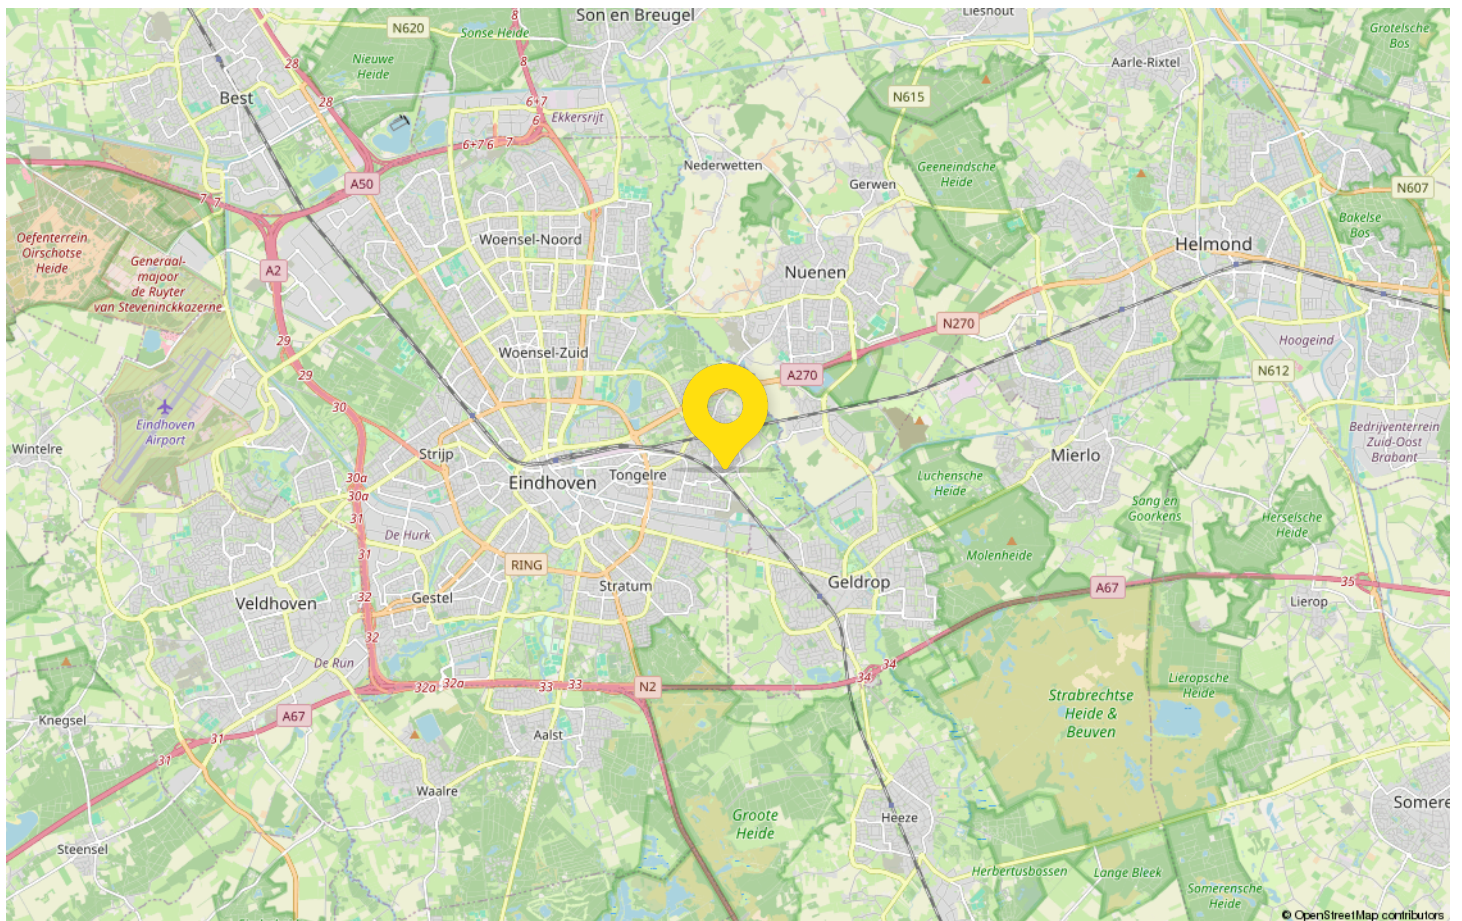 Son en Breugel
Lieshout
N620
Sonse Heide
8
Grotelsche
Bos
28
Nieuwe
Heide
8
Aarle-Rixtel
Best
28
6+7
N615
Ekkersrijt
6
6+7 6
7
Nederwetten
Geeneindsche
Heide
A50
Gerwen
N607
7
7
Bakelse
Bos
Oefenterrein
Oirschotse
Heide
Woensel-Noord
Helmond
Generaal-
majoor
de Ruyter
van Steveninckkazerne
A2
Nuenen
N270
29
Hoogeind
Woensel-Zuid
29
A270
N612
30
Eindhoven
Airport
Bedrijventerrein
Zuid-Oost
Brabant
Wintelre
Strijp
Mierlo
30a
Tongelre
Luchensche
Heide
Eindhoven
30a
Sang en
Goorkens
31
Herselsche
Heide
De Hurk
31
Molenheide
RING
Geldrop
Stratum
A67
35
32
Gestel
Veldhoven
Lierop
32
De Run
34
34
Lieropsche
Heide
32a
32a
33
33
N2
Strabrechtse
Heide &
Beuven
Knegsel
A67
31
Aalst
31
Waalre
Groote
Heide
Somere
Heeze
Steensel
Herbertusbossen
Lange Bleek
Somerensche
Heide
© OpenStreetMap contributors